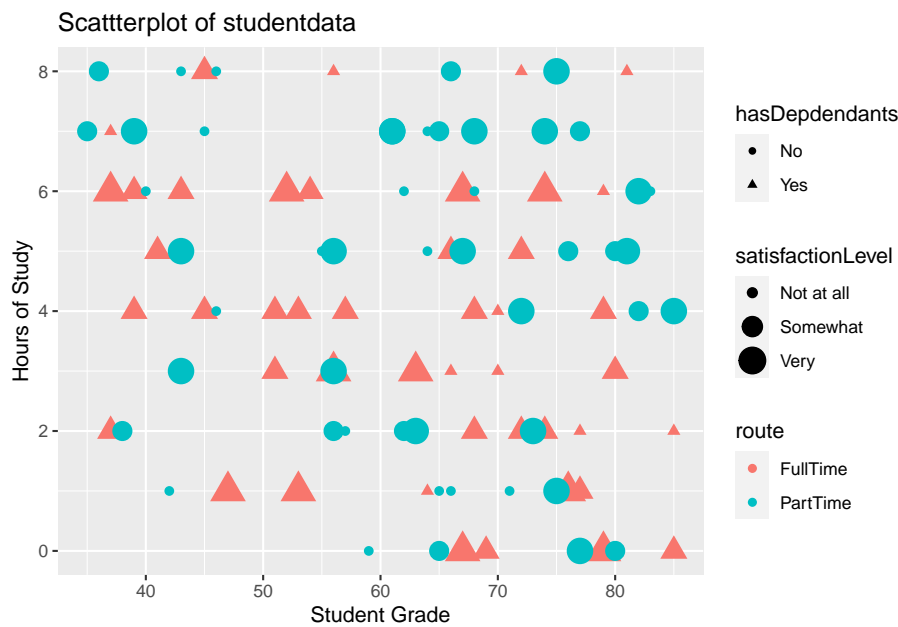 Scattterplot of studentdata
8
6
4
2
0
Hours of Study
40 50 60 70 80
Student Grade
hasDepdendants
No
Yes
satisfactionLevel
Not at all
Somewhat
Very
route
FullTime
PartTime